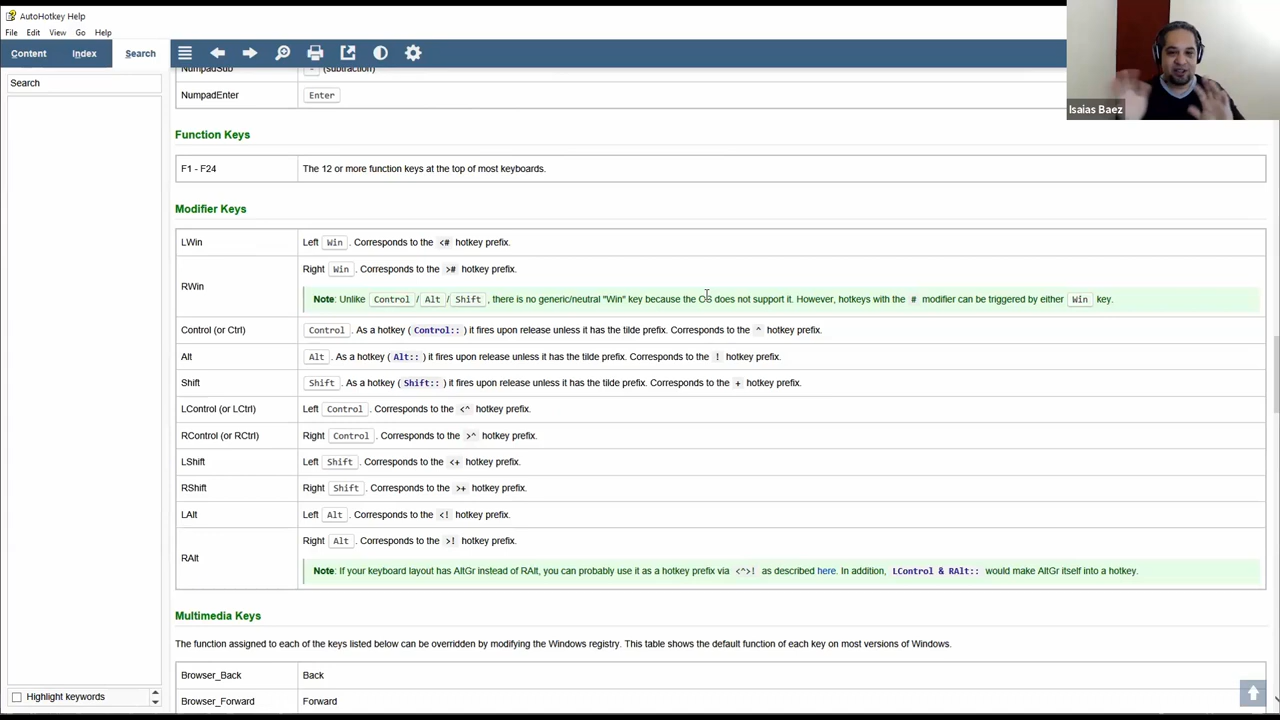 AutoHotkey Help
File Edit View Go Help
Content Index Search
Search
NumpadSub - (subtraction)
NumpadEnter Enter
Isaias Baez
Function Keys
F1 - F24 The 12 or more function keys at the top of most keyboards.
Modifier Keys
LWin Left Win . Corresponds to the <# hotkey prefix.
RWin Right Win . Corresponds to the ># hotkey prefix.
Note: Unlike Control / Alt / Shift , there is no generic/neutral "Win" key because the OS does not support it. However, hotkeys with the # modifier can be triggered by either Win key.
Control (or Ctrl) Control . As a hotkey ( Control:: ) it fires upon release unless it has the tilde prefix. Corresponds to the ^ hotkey prefix.
Alt Alt . As a hotkey ( Alt:: ) it fires upon release unless it has the tilde prefix. Corresponds to the ! hotkey prefix.
Shift Shift . As a hotkey ( Shift:: ) it fires upon release unless it has the tilde prefix. Corresponds to the + hotkey prefix.
LControl (or LCtrl) Left Control . Corresponds to the <^ hotkey prefix.
RControl (or RCtrl) Right Control . Corresponds to the >^ hotkey prefix.
LShift Left Shift . Corresponds to the <+ hotkey prefix.
RShift Right Shift . Corresponds to the >+ hotkey prefix.
LAlt Left Alt . Corresponds to the <! hotkey prefix.
RAlt Right Alt . Corresponds to the >! hotkey prefix.
Note: If your keyboard layout has AltGr instead of RAlt, you can probably use it as a hotkey prefix via <^>! as described here. In addition, LControl & RAlt:: would make AltGr itself into a hotkey.
Multimedia Keys
The function assigned to each of the keys listed below can be overridden by modifying the Windows registry. This table shows the default function of each key on most versions of Windows.
Browser_Back Back
Browser_Forward Forward
Highlight keywords